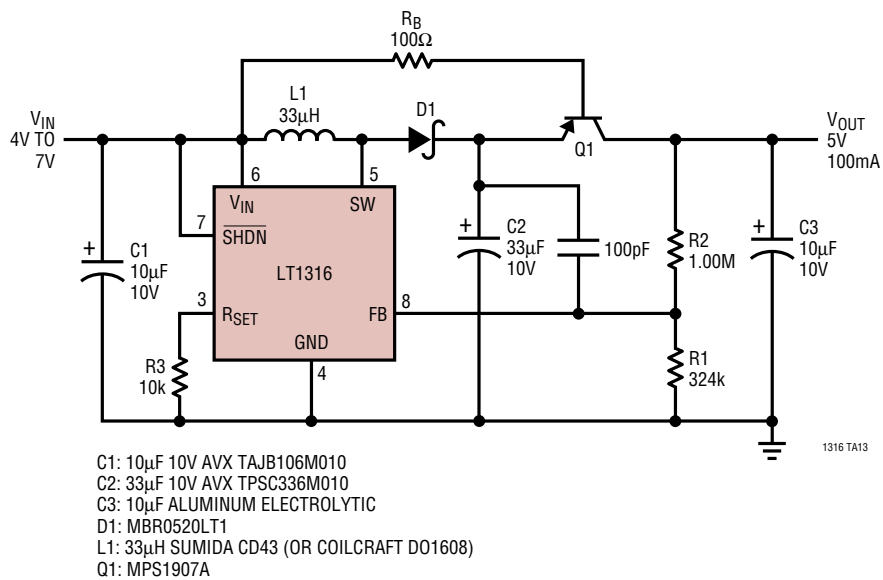 R_B
100Ω
L1
33µH
D1
Q1
V_IN
4V TO
7V
V_OUT
5V
100mA
6
5
V_IN
SW
7
SHDN
LT1316
3
R_SET
FB
8
GND
4
+
C1
10µF
10V
+
C2
33µF
10V
100pF
R2
1.00M
+
C3
10µF
10V
R3
10k
R1
324k
1316 TA13
C1: 10µF 10V AVX TAJB106M010
C2: 33µF 10V AVX TPSC336M010
C3: 10µF ALUMINUM ELECTROLYTIC
D1: MBR0520LT1
L1: 33µH SUMIDA CD43 (OR COILCRAFT DO1608)
Q1: MPS1907A